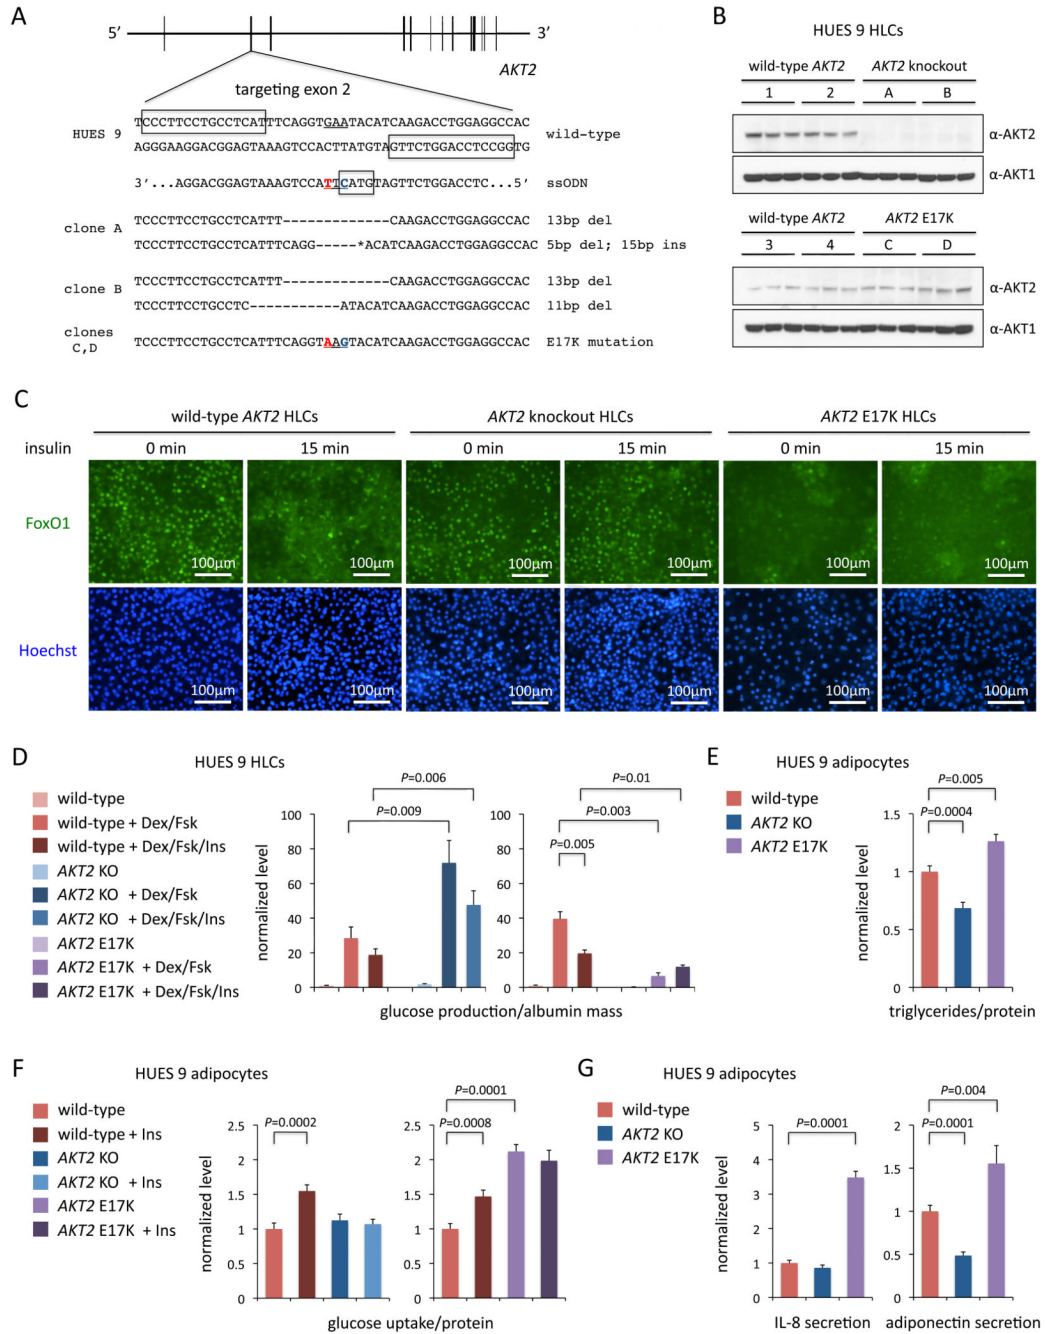 A
5′
3′
AKT2
targeting exon 2
HUES 9
TCCCTTCCTGCCTCATTTCAGGTGAATACATCAAGACCTGGAGGCCAC
wild-type
AGGGAAGGACGGAGTAAAGTCCACTTATGTAGTTCTGGACCTCCGGTG
3′...AGGACGGAGTAAAGTCCATTCATGTAGTTCTGGACCTC...5′
ssODN
clone A
TCCCTTCCTGCCTCATTT-------------CAAGACCTGGAGGCCAC
13bp del
TCCCTTCCTGCCTCATTTCAGG-----*ACATCAAGACCTGGAGGCCAC
5bp del; 15bp ins
clone B
TCCCTTCCTGCCTCATTT-------------CAAGACCTGGAGGCCAC
13bp del
TCCCTTCCTGCCTC-----------ATACATCAAGACCTGGAGGCCAC
11bp del
clones C,D
TCCCTTCCTGCCTCATTTCAGGTAAGTACATCAAGACCTGGAGGCCAC
E17K mutation
B
HUES 9 HLCs
wild-type AKT2
AKT2 knockout
1
2
A
B
α-AKT2
α-AKT1
wild-type AKT2
AKT2 E17K
3
4
C
D
α-AKT2
α-AKT1
C
wild-type AKT2 HLCs
AKT2 knockout HLCs
AKT2 E17K HLCs
insulin
0 min
15 min
0 min
15 min
0 min
15 min
FoxO1
100μm
100μm
100μm
100μm
100μm
100μm
Hoechst
100μm
100μm
100μm
100μm
100μm
100μm
D
HUES 9 HLCs
wild-type
wild-type + Dex/Fsk
wild-type + Dex/Fsk/Ins
AKT2 KO
AKT2 KO + Dex/Fsk
AKT2 KO + Dex/Fsk/Ins
AKT2 E17K
AKT2 E17K + Dex/Fsk
AKT2 E17K + Dex/Fsk/Ins
normalized level
100
80
60
40
20
0
P=0.006
P=0.009
100
80
60
40
20
0
P=0.01
P=0.003
P=0.005
glucose production/albumin mass
E
HUES 9 adipocytes
wild-type
AKT2 KO
AKT2 E17K
normalized level
1.5
1
0.5
0
P=0.005
P=0.0004
triglycerides/protein
F
HUES 9 adipocytes
wild-type
wild-type + Ins
AKT2 KO
AKT2 KO + Ins
AKT2 E17K
AKT2 E17K + Ins
normalized level
2.5
2
1.5
1
0.5
0
P=0.0002
2.5
2
1.5
1
0.5
0
P=0.0001
P=0.0008
glucose uptake/protein
G
HUES 9 adipocytes
wild-type
AKT2 KO
AKT2 E17K
normalized level
5
4
3
2
1
0
P=0.0001
IL-8 secretion
2
1.5
1
0.5
0
P=0.004
P=0.0001
adiponectin secretion